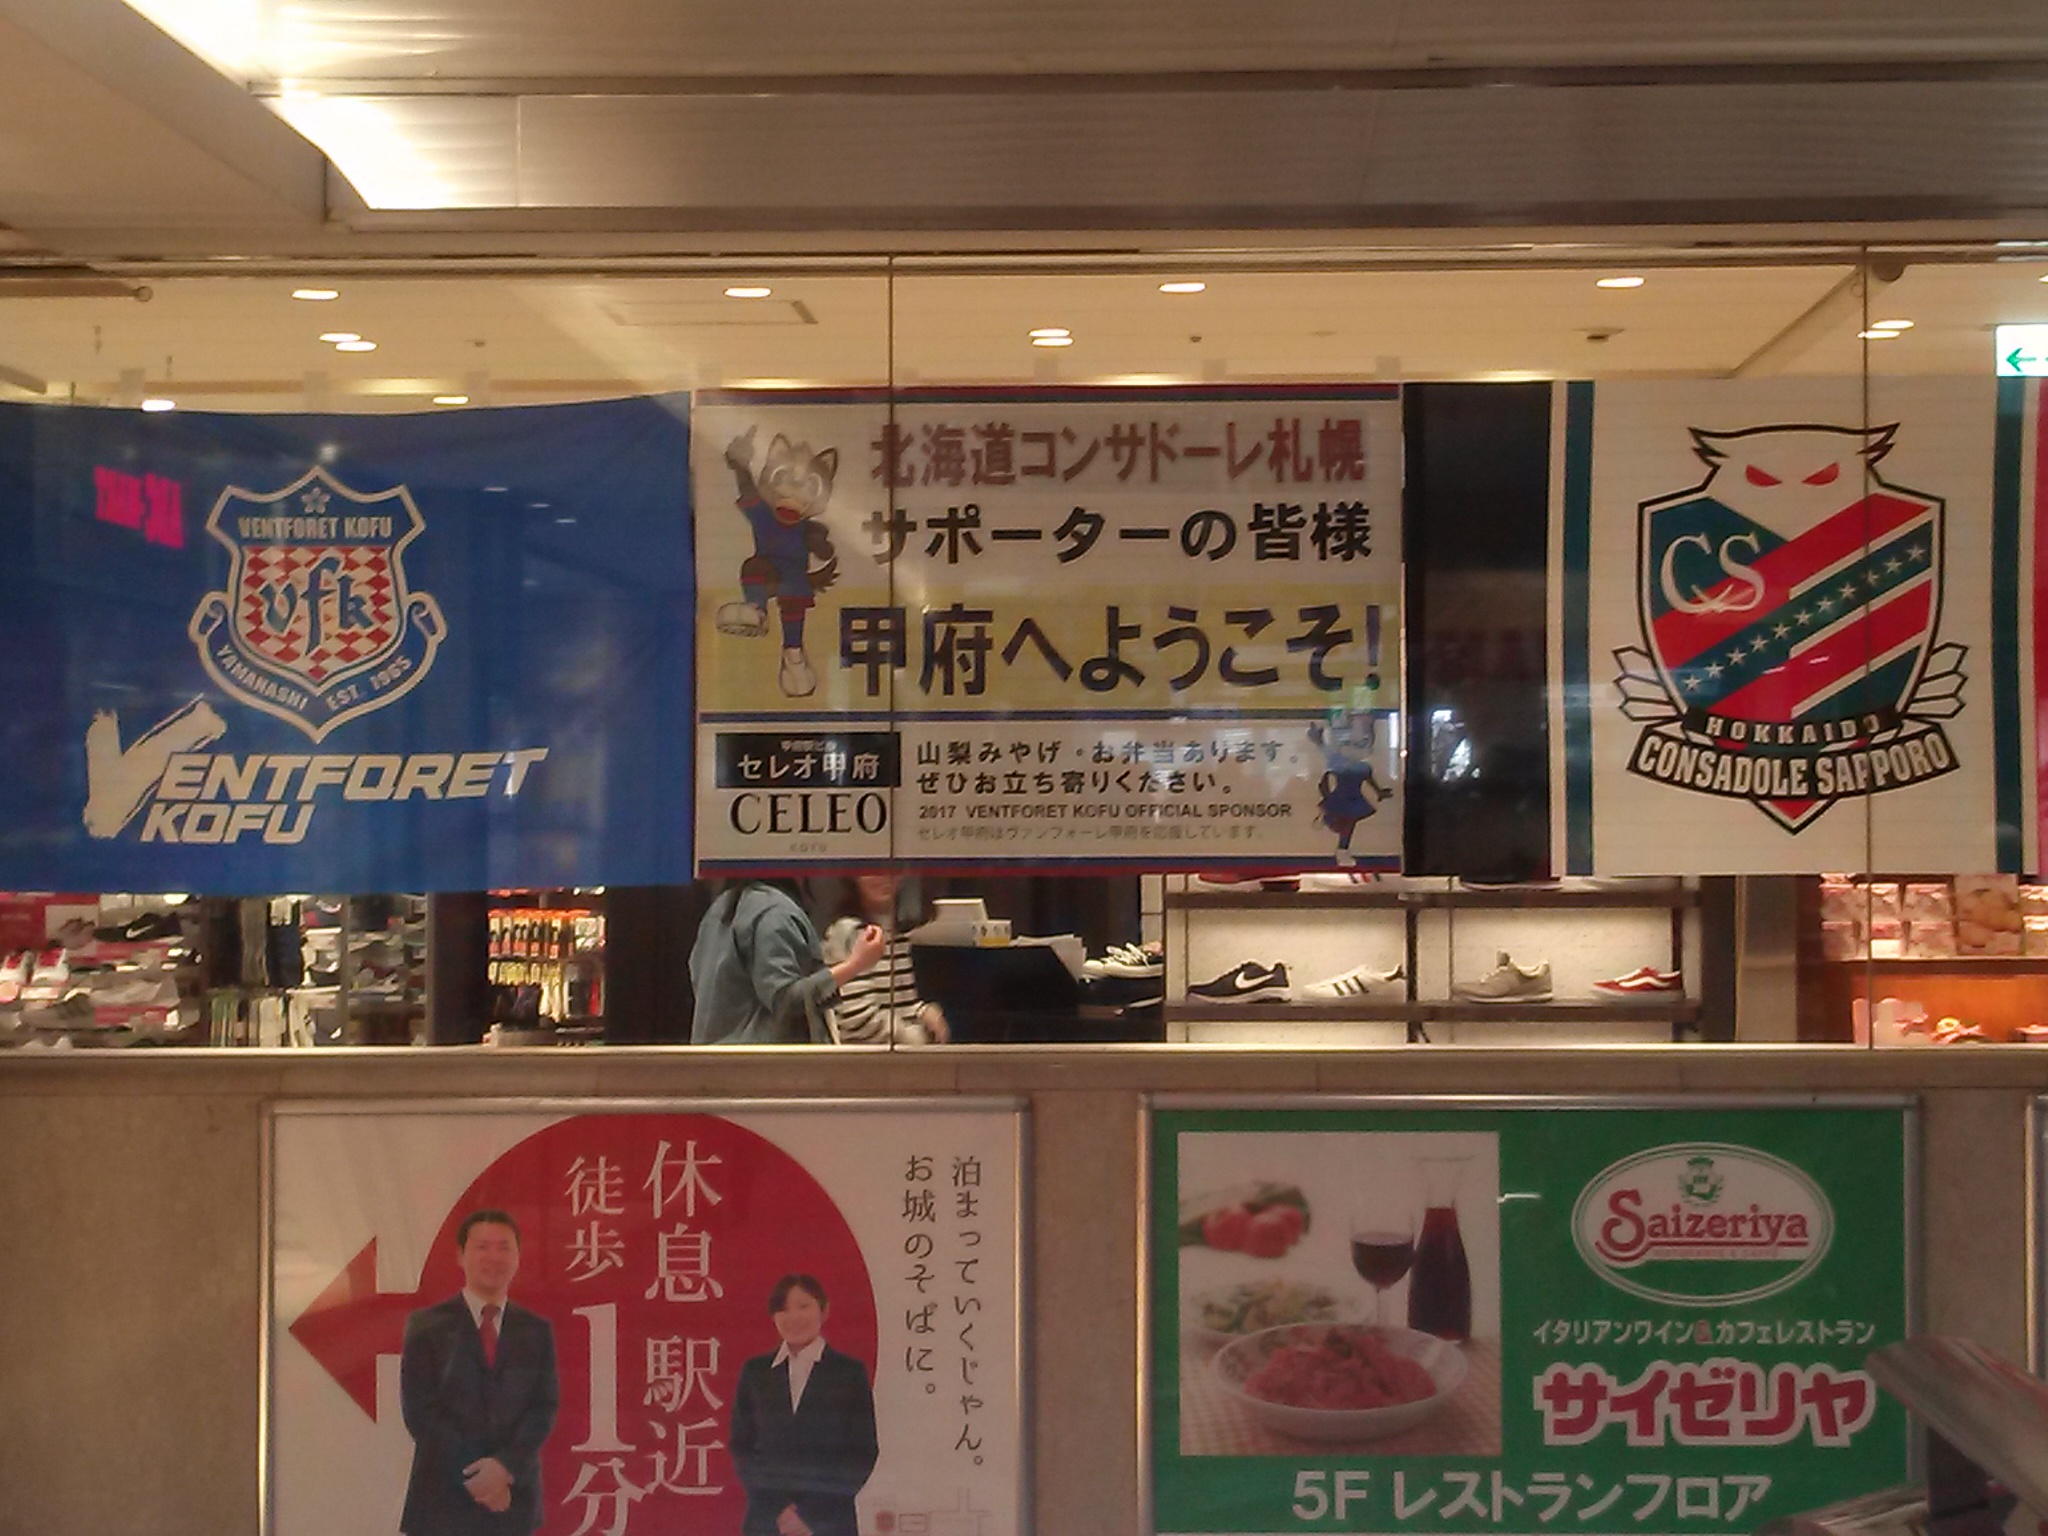 VENTFORET KOFU
vfk
YAMANASHI EST. 1965
VENTFORET
KOFU
北海道コンサドーレ札幌
サポーターの皆様
甲府へようこそ!
セレオ甲府
CELEO
KOFU
山梨みやげ・お弁当あります。
ぜひお立ち寄りください。
2017 VENTFORET KOFU OFFICIAL SPONSOR
セレオ甲府はヴァンフォーレ甲府を応援しています。
CS
HOKKAIDO
CONSADOLE SAPPORO
泊まっていくじゃん。
お城のそばに。
休息 駅近
徒歩1分
Saizeriya
イタリアンワイン&カフェレストラン
サイゼリヤ
5F レストランフロア